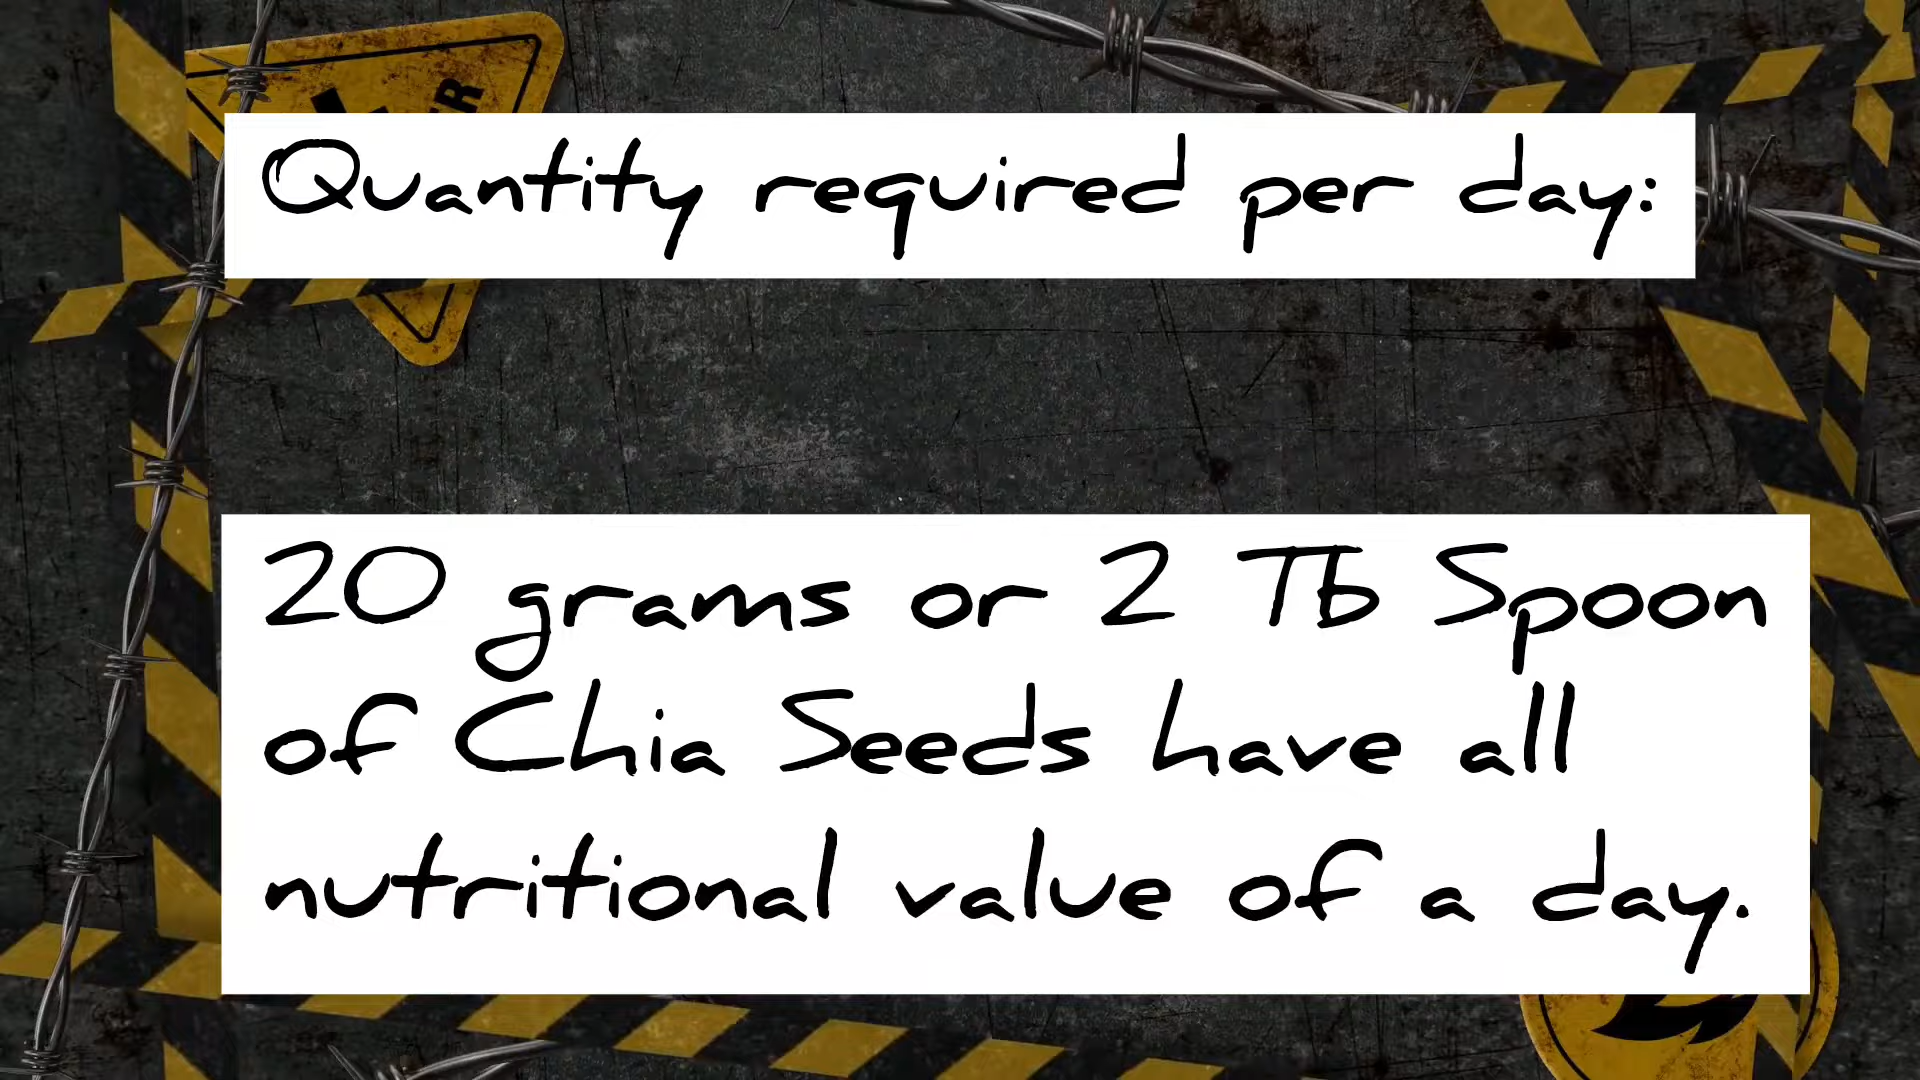 Quantity required per day:
20 grams or 2 Tb Spoon
of Chia Seeds have all
nutritional value of a day.